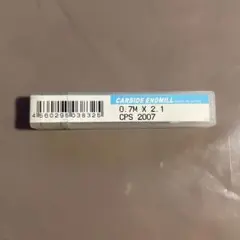 CARBIDE ENDMILL
0.7M X 2.1
CPS 2007
4560295038325